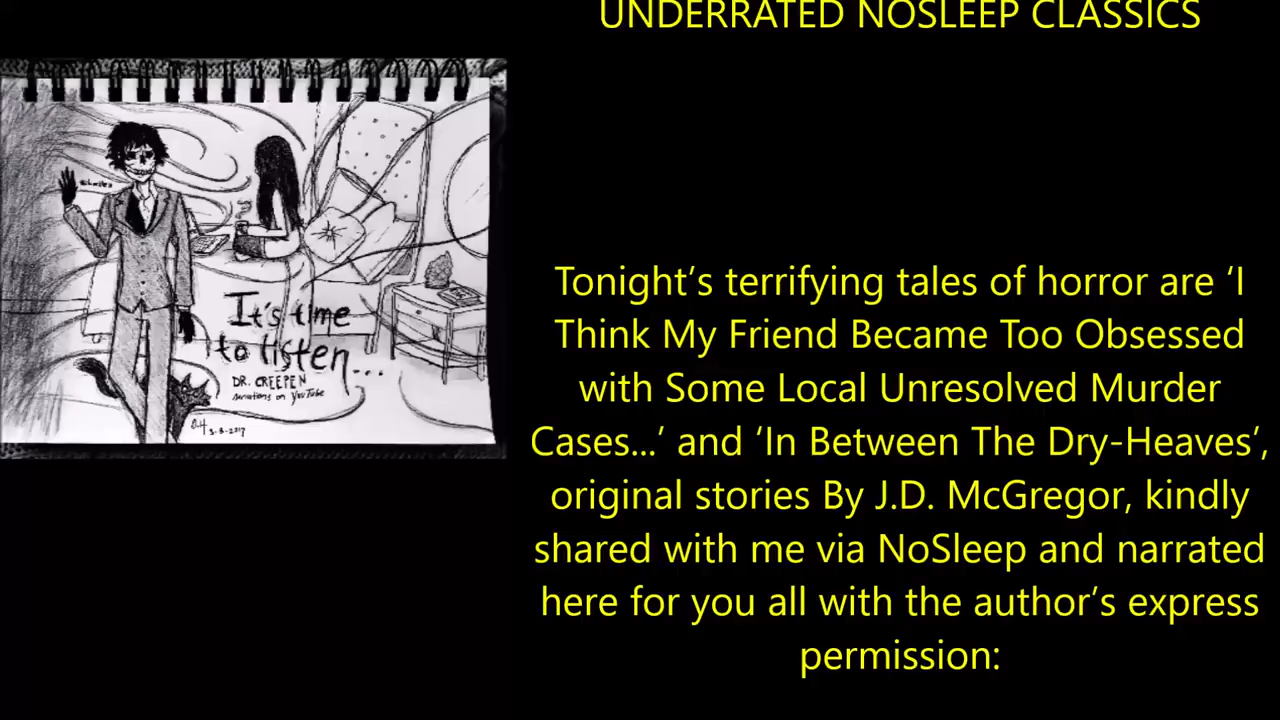 UNDERRATED NOSLEEP CLASSICS
It's time
to listen...
DR. CREEPEN
narrations on YouTube
3-8-2017
Tonight’s terrifying tales of horror are ‘I
Think My Friend Became Too Obsessed
with Some Local Unresolved Murder
Cases...’ and ‘In Between The Dry-Heaves’,
original stories By J.D. McGregor, kindly
shared with me via NoSleep and narrated
here for you all with the author’s express
permission: